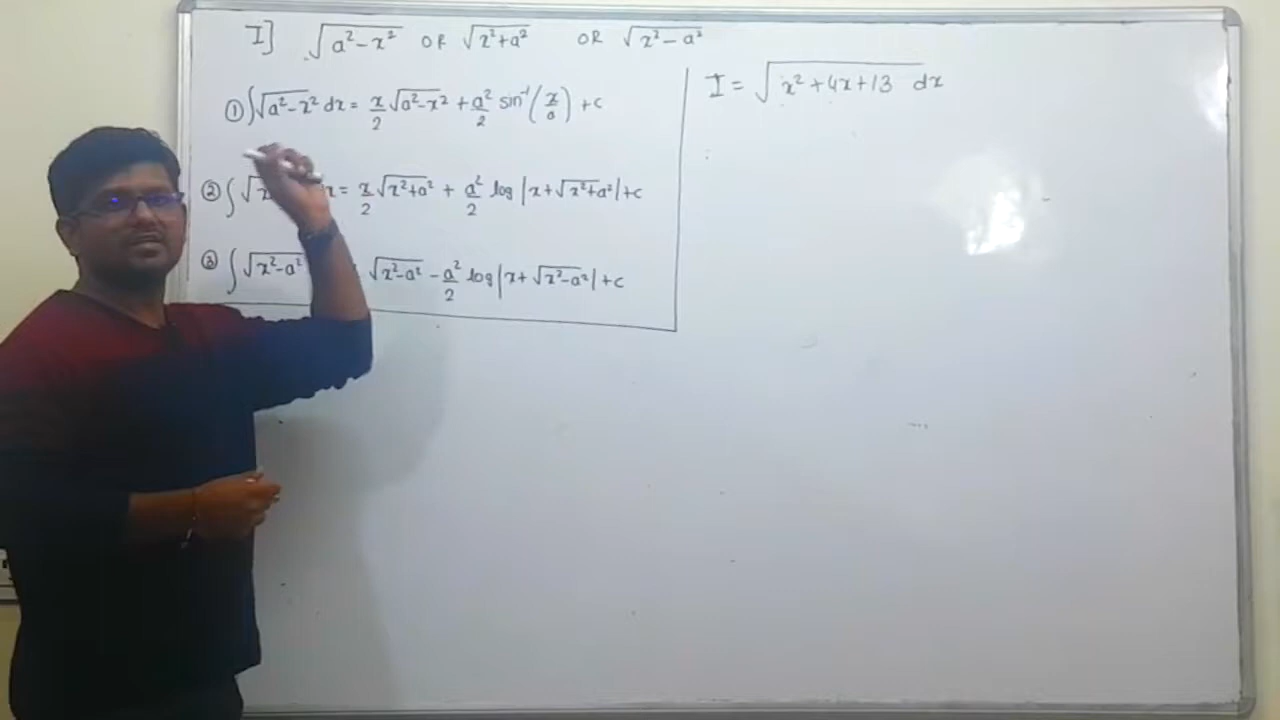 I] √(a²-x²) OR √(x²+a²) OR √(x²-a²)
① ∫√(a²-x²) dx = x/2 √(a²-x²) + a²/2 sin⁻¹(x/a) + c
② ∫√ x = x/2 √(x²+a²) + a²/2 log|x+√(x²+a²)|+c
③ ∫√(x²-a²) √(x²-a²) - a²/2 log|x+√(x²-a²)|+c
I = √(x²+4x+13 dx)